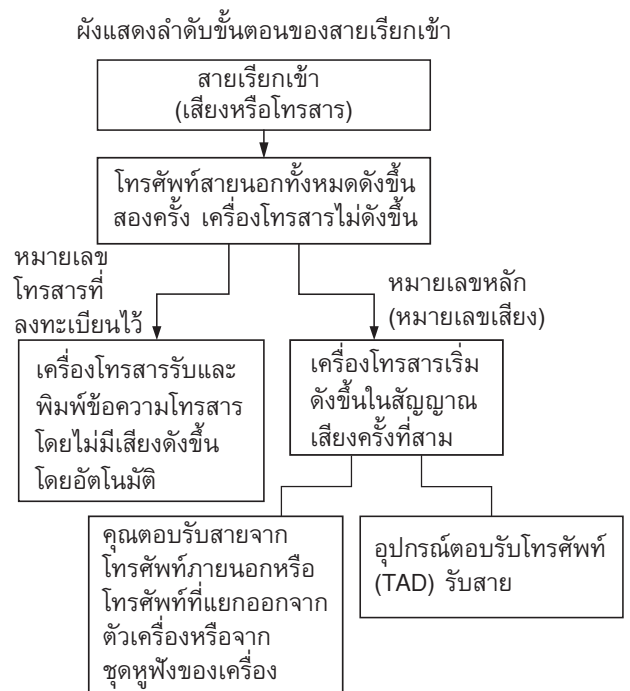 ผังแสดงลำดับขั้นตอนของสายเรียกเข้า
สายเรียกเข้า
(เสียงหรือโทรสาร)
โทรศัพท์สายนอกทั้งหมดดังขึ้น
สองครั้ง เครื่องโทรสารไม่ดังขึ้น
หมายเลข
โทรสารที่
ลงทะเบียนไว้
หมายเลขหลัก
(หมายเลขเสียง)
เครื่องโทรสารรับและ
พิมพ์ข้อความโทรสาร
โดยไม่มีเสียงดังขึ้น
โดยอัตโนมัติ
เครื่องโทรสารเริ่ม
ดังขึ้นในสัญญาณ
เสียงครั้งที่สาม
คุณตอบรับสายจาก
โทรศัพท์ภายนอกหรือ
โทรศัพท์ที่แยกออกจาก
ตัวเครื่องหรือจาก
ชุดหูฟังของเครื่อง
อุปกรณ์ตอบรับโทรศัพท์
(TAD) รับสาย